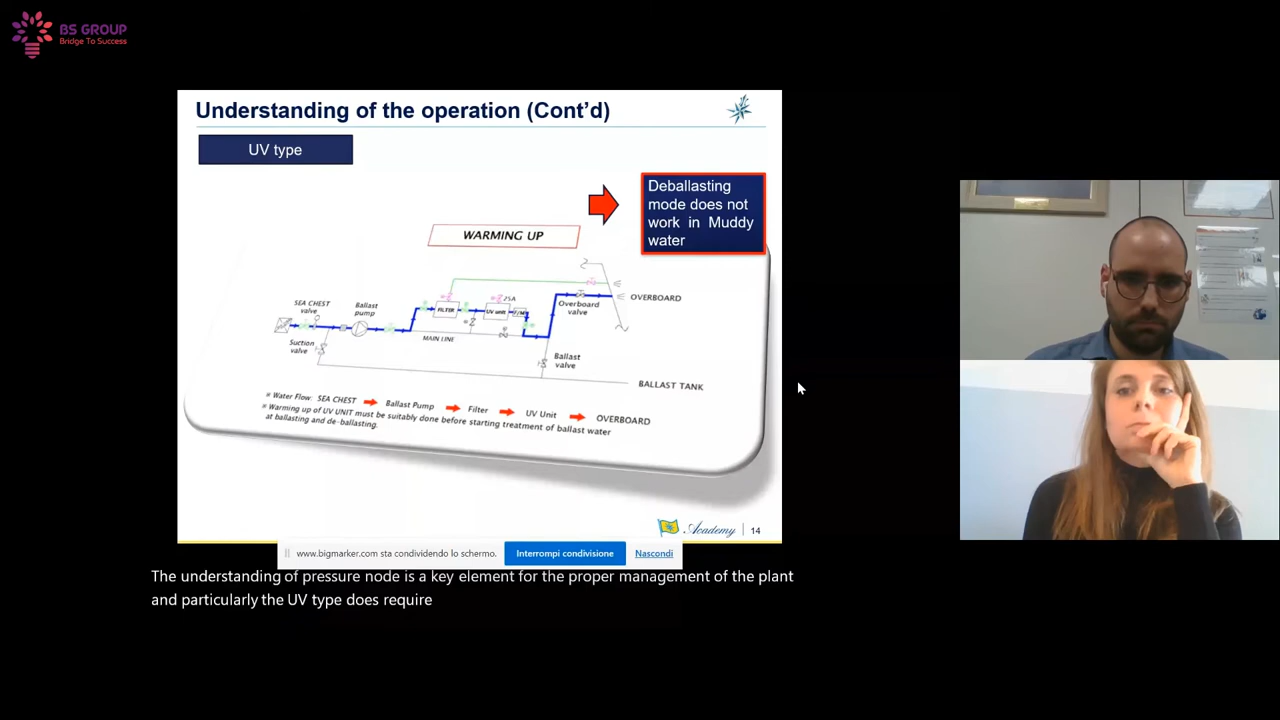 BS GROUP
Bridge To Success
Understanding of the operation (Cont'd)
UV type
Deballasting
mode does not
work in Muddy
water
WARMING UP
SEA CHEST
valve
Ballast
pump
FILTER
UV unit
25A
Overboard
valve
OVERBOARD
Suction
valve
MAIN LINE
Ballast
valve
BALLAST TANK
※ Water Flow: SEA CHEST Ballast Pump Filter UV Unit OVERBOARD
※ Warming up of UV UNIT must be suitably done before starting treatment of ballast water
at ballasting and de-ballasting.
Academy 14
www.bigmarker.com sta condividendo lo schermo. Interrompi condivisione Nascondi
The understanding of pressure node is a key element for the proper management of the plant
and particularly the UV type does require